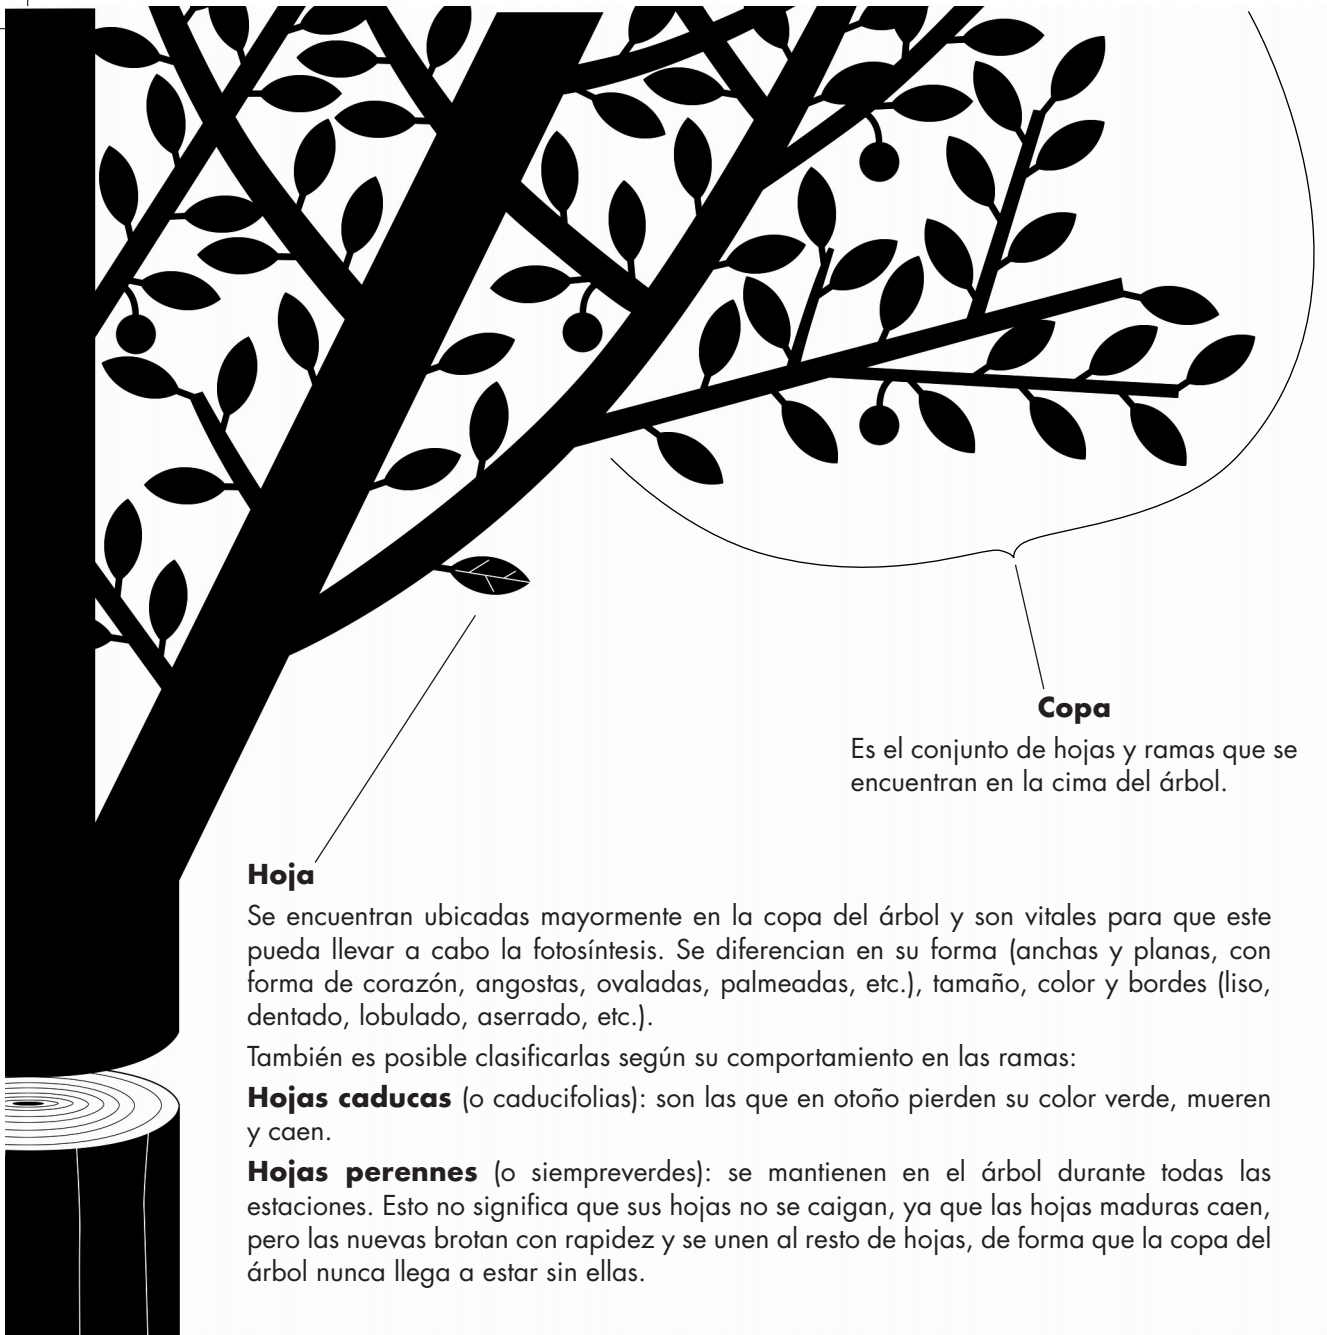 Copa
Es el conjunto de hojas y ramas que se
encuentran en la cima del árbol.
Hoja
Se encuentran ubicadas mayormente en la copa del árbol y son vitales para que este
pueda llevar a cabo la fotosíntesis. Se diferencian en su forma (anchas y planas, con
forma de corazón, angostas, ovaladas, palmeadas, etc.), tamaño, color y bordes (liso,
dentado, lobulado, aserrado, etc.).
También es posible clasificarlas según su comportamiento en las ramas:
Hojas caducas (o caducifolias): son las que en otoño pierden su color verde, mueren
y caen.
Hojas perennes (o siempreverdes): se mantienen en el árbol durante todas las
estaciones. Esto no significa que sus hojas no se caigan, ya que las hojas maduras caen,
pero las nuevas brotan con rapidez y se unen al resto de hojas, de forma que la copa del
árbol nunca llega a estar sin ellas.